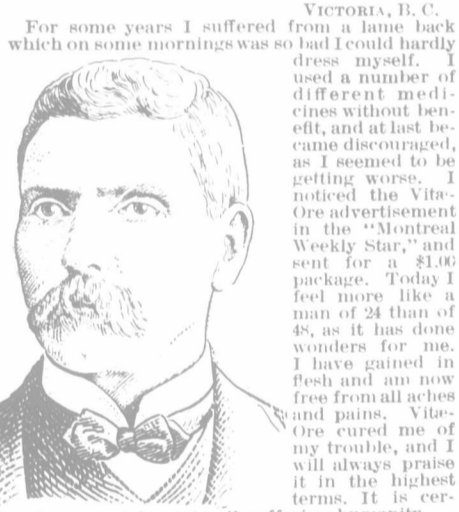 VICTORIA, B. C.
For some years I suffered from a lame back
which on some mornings was so bad I could hardly
dress myself. I
used a number of
different medi-
cines without ben-
efit, and at last be-
came discouraged,
as I seemed to be
getting worse. I
noticed the Vitæ-
Ore advertisement
in the "Montreal
Weekly Star," and
sent for a $1.00
package. Today I
feel more like a
man of 24 than of
48, as it has done
wonders for me.
I have gained in
flesh and am now
free from all aches
and pains. Vitæ-
Ore cured me of
my trouble, and I
will always praise
it in the highest
terms. It is cer-